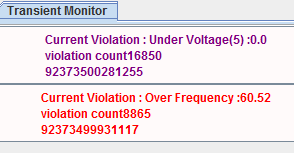 Transient Monitor
Current Violation : Under Voltage(5) :0.0
violation count16850
92373500281255
Current Violation : Over Frequency :60.52
violation count8865
92373499931117